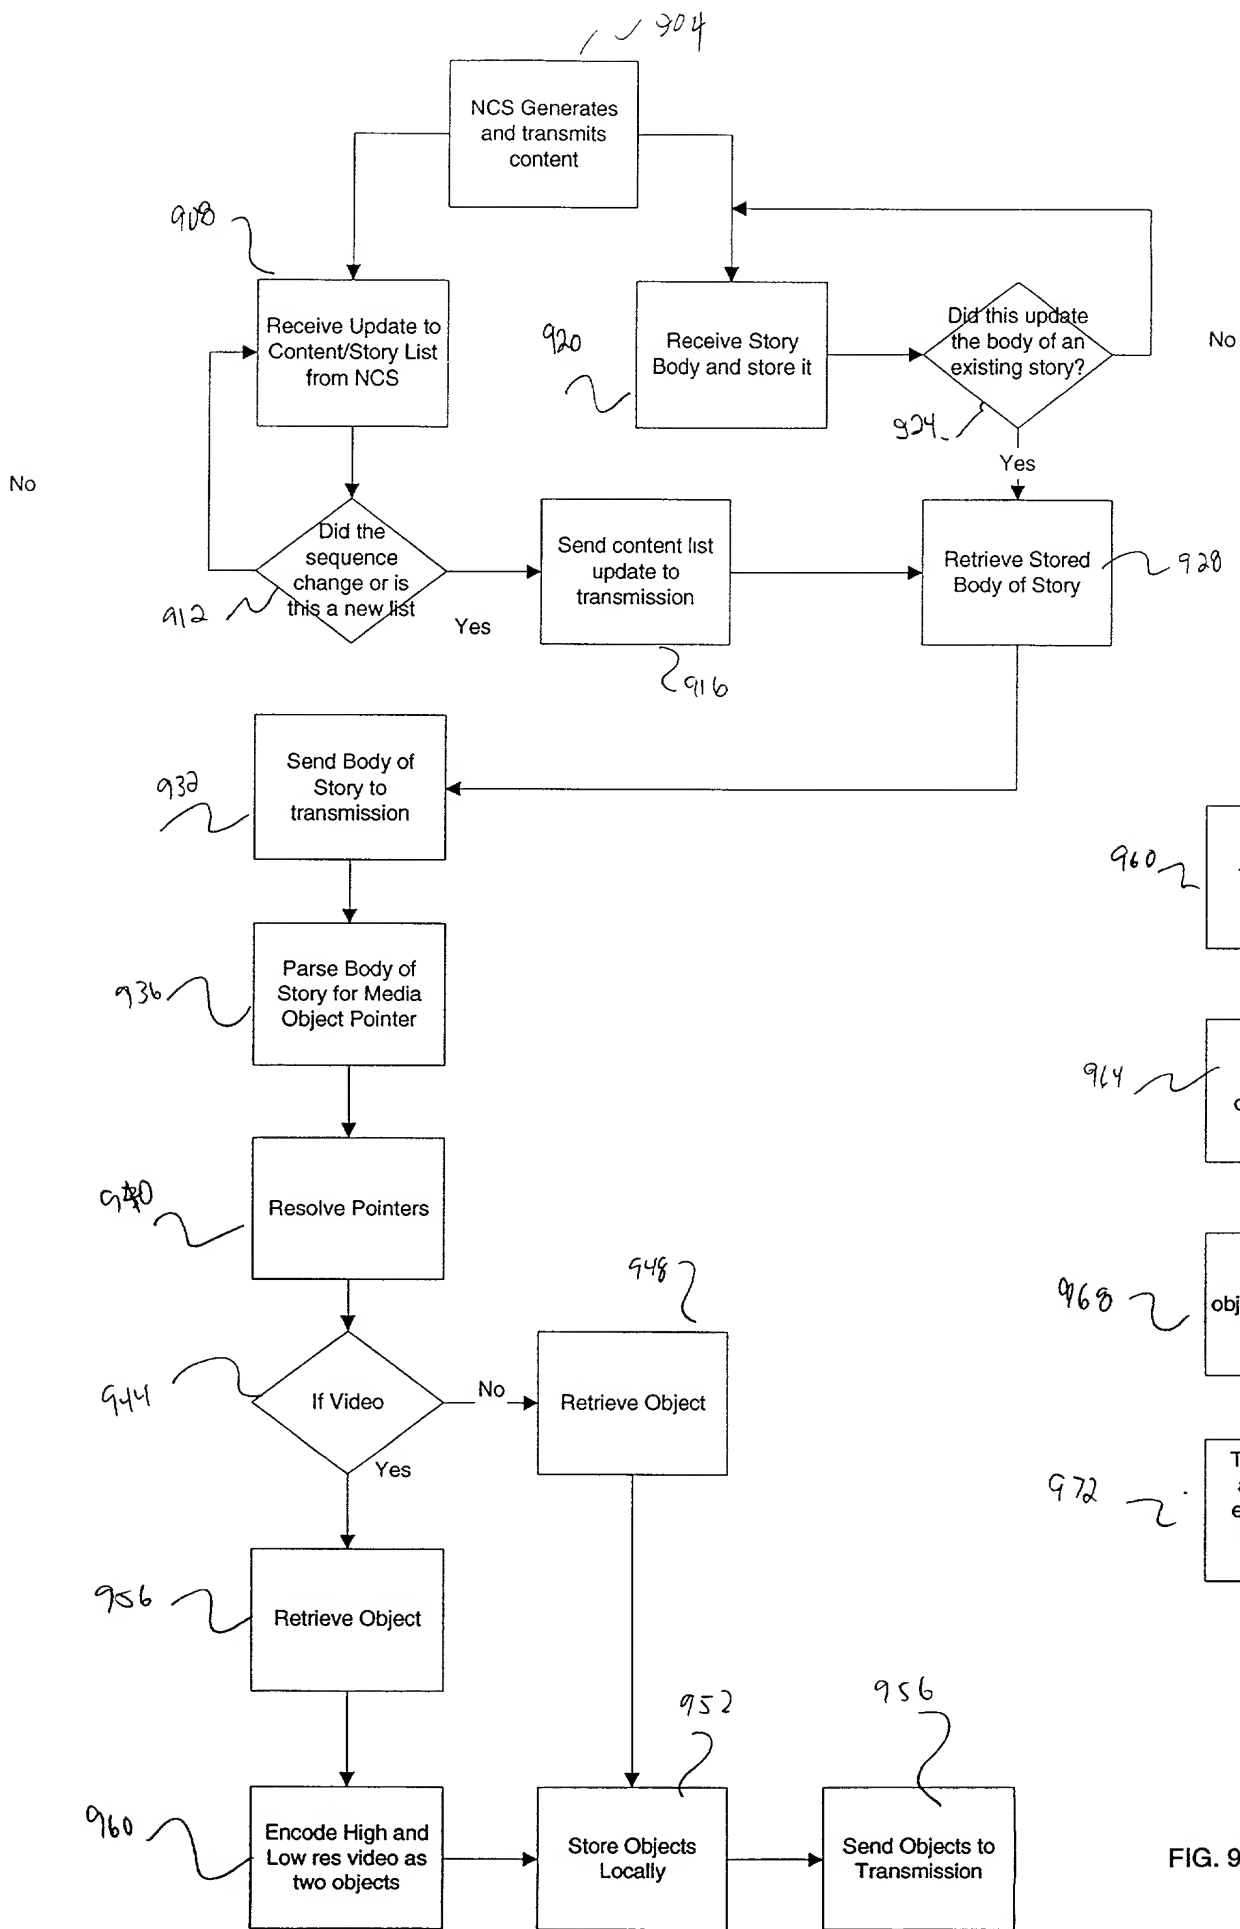 904
NCS Generates
and transmits
content
908
Receive Update to
Content/Story List
from NCS
920
Receive Story
Body and store it
Did this update
the body of an
existing story?
No
924
Yes
No
Did the
sequence
change or is
this a new list
912
Yes
Send content list
update to
transmission
916
Retrieve Stored
Body of Story
928
932
Send Body of
Story to
transmission
960
936
Parse Body of
Story for Media
Object Pointer
964
940
Resolve Pointers
948
968
obj
944
If Video
No
Retrieve Object
Yes
972
T
e
956
Retrieve Object
952
956
960
Encode High and
Low res video as
two objects
Store Objects
Locally
Send Objects to
Transmission
FIG. 9